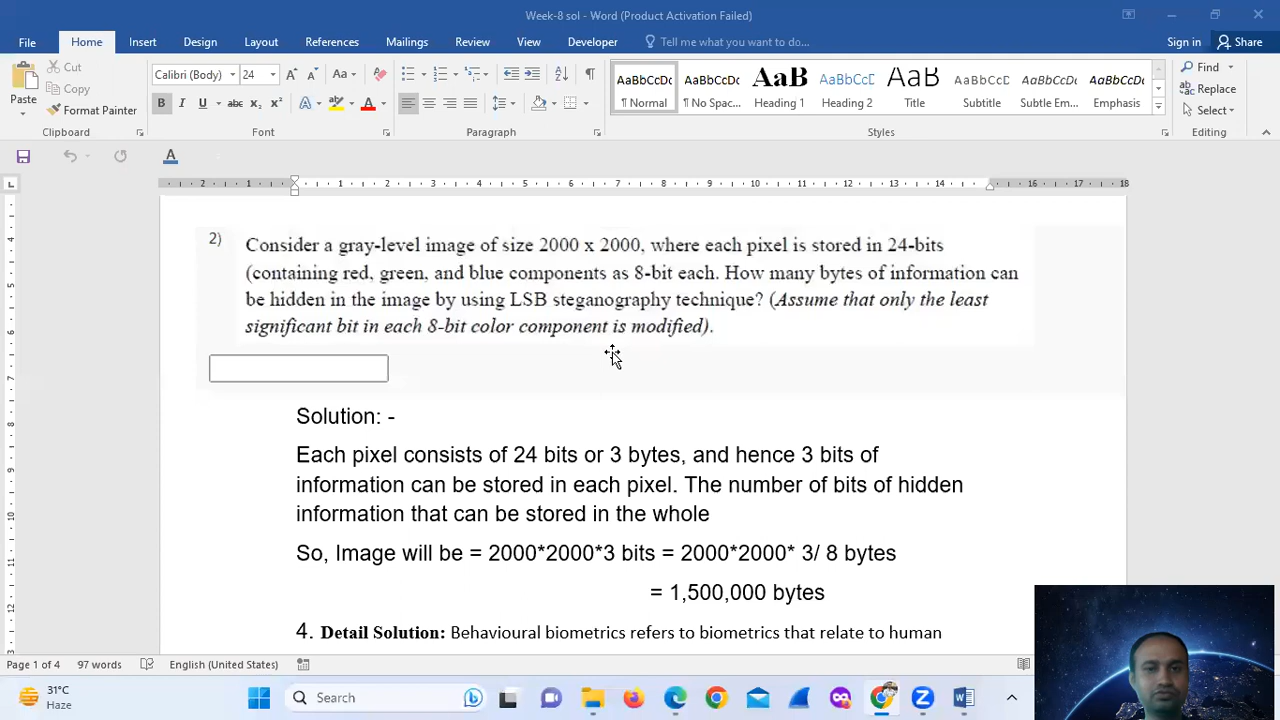 Week-8 sol - Word (Product Activation Failed)
File Home Insert Design Layout References Mailings Review View Developer Tell me what you want to do... Sign in Share
Paste
Cut
Copy
Format Painter
Clipboard
Calibri (Body) 24
Font
Paragraph
AaBbCcDc AaBbCcDc AaB AaBbCcD AaB AaBbCcDd AaBbCcDd AaBbCcDd
¶ Normal ¶ No Spac... Heading Heading 2 Title Subtitle Subtle Em... Emphasis
Styles
Find
Replace
Select
Editing
2) Consider a gray-level image of size 2000 x 2000, where each pixel is stored in 24-bits
(containing red, green, and blue components as 8-bit each. How many bytes of information can
be hidden in the image by using LSB steganography technique? (Assume that only the least
significant bit in each 8-bit color component is modified).
Solution: -
Each pixel consists of 24 bits or 3 bytes, and hence 3 bits of
information can be stored in each pixel. The number of bits of hidden
information that can be stored in the whole
So, Image will be = 2000*2000*3 bits = 2000*2000* 3/ 8 bytes
= 1,500,000 bytes
4. Detail Solution: Behavioural biometrics refers to biometrics that relate to human
Page 1 of 4 97 words English (United States)
31°C
Haze
Search